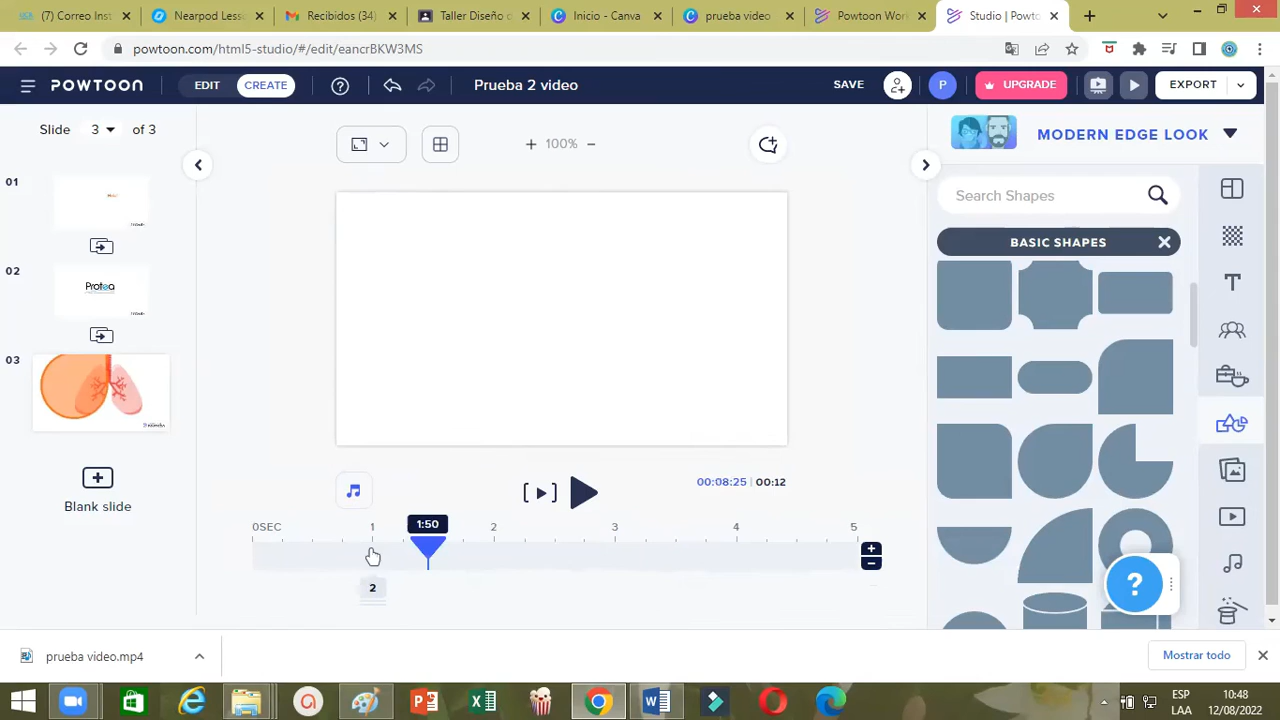 (7) Correo Inst
Nearpod Less
Recibidos (34)
Taller Diseño d
Inicio - Canva
prueba video
Powtoon Wor
Studio | Powto
powtoon.com/html5-studio/#/edit/eancrBKW3MS
POWTOON
EDIT
CREATE
Prueba 2 video
SAVE
P
UPGRADE
EXPORT
Slide
3
of 3
100%
MODERN EDGE LOOK
Search Shapes
BASIC SHAPES
01
02
Protea
03
Blank slide
00:08:25
00:12
1:50
0SEC
1
2
3
4
5
2
?
prueba video.mp4
Mostrar todo
ESP
LAA
10:48
12/08/2022